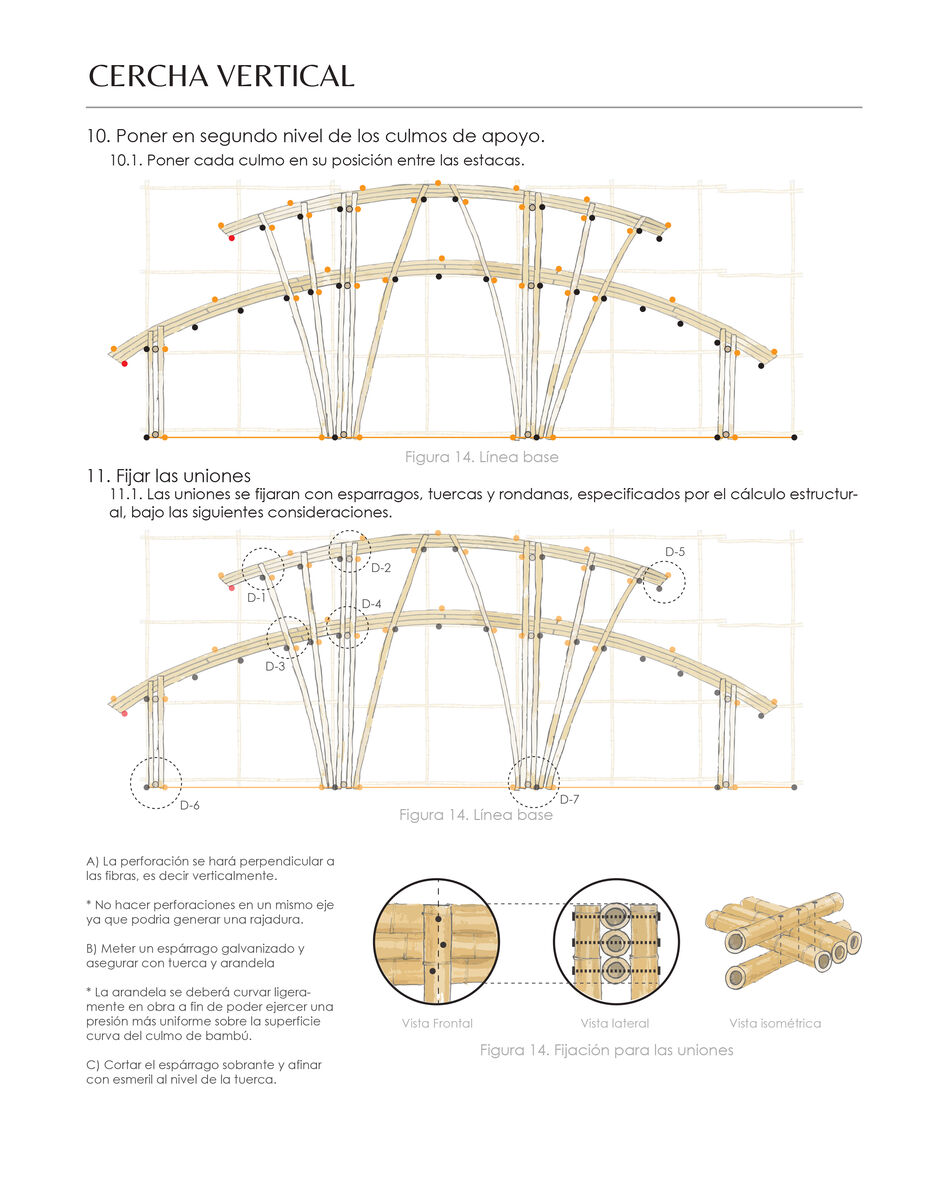 CERCHA VERTICAL
10. Poner en segundo nivel de los culmos de apoyo.
10.1. Poner cada culmo en su posición entre las estacas.
Figura 14. Línea base
11. Fijar las uniones
11.1. Las uniones se fijaran con esparragos, tuercas y rondanas, especificados por el cálculo estructur-
al, bajo las siguientes consideraciones.
D-5
D-2
D-1
D-4
D-3
D-6
D-7
Figura 14. Línea base
A) La perforación se hará perpendicular a
las fibras, es decir verticalmente.
* No hacer perforaciones en un mismo eje
ya que podria generar una rajadura.
B) Meter un espárrago galvanizado y
asegurar con tuerca y arandela
* La arandela se deberá curvar ligera-
mente en obra a fin de poder ejercer una
presión más uniforme sobre la superficie
curva del culmo de bambú.
C) Cortar el espárrago sobrante y afinar
con esmeril al nivel de la tuerca.
Vista Frontal
Vista lateral
Vista isométrica
Figura 14. Fijación para las uniones